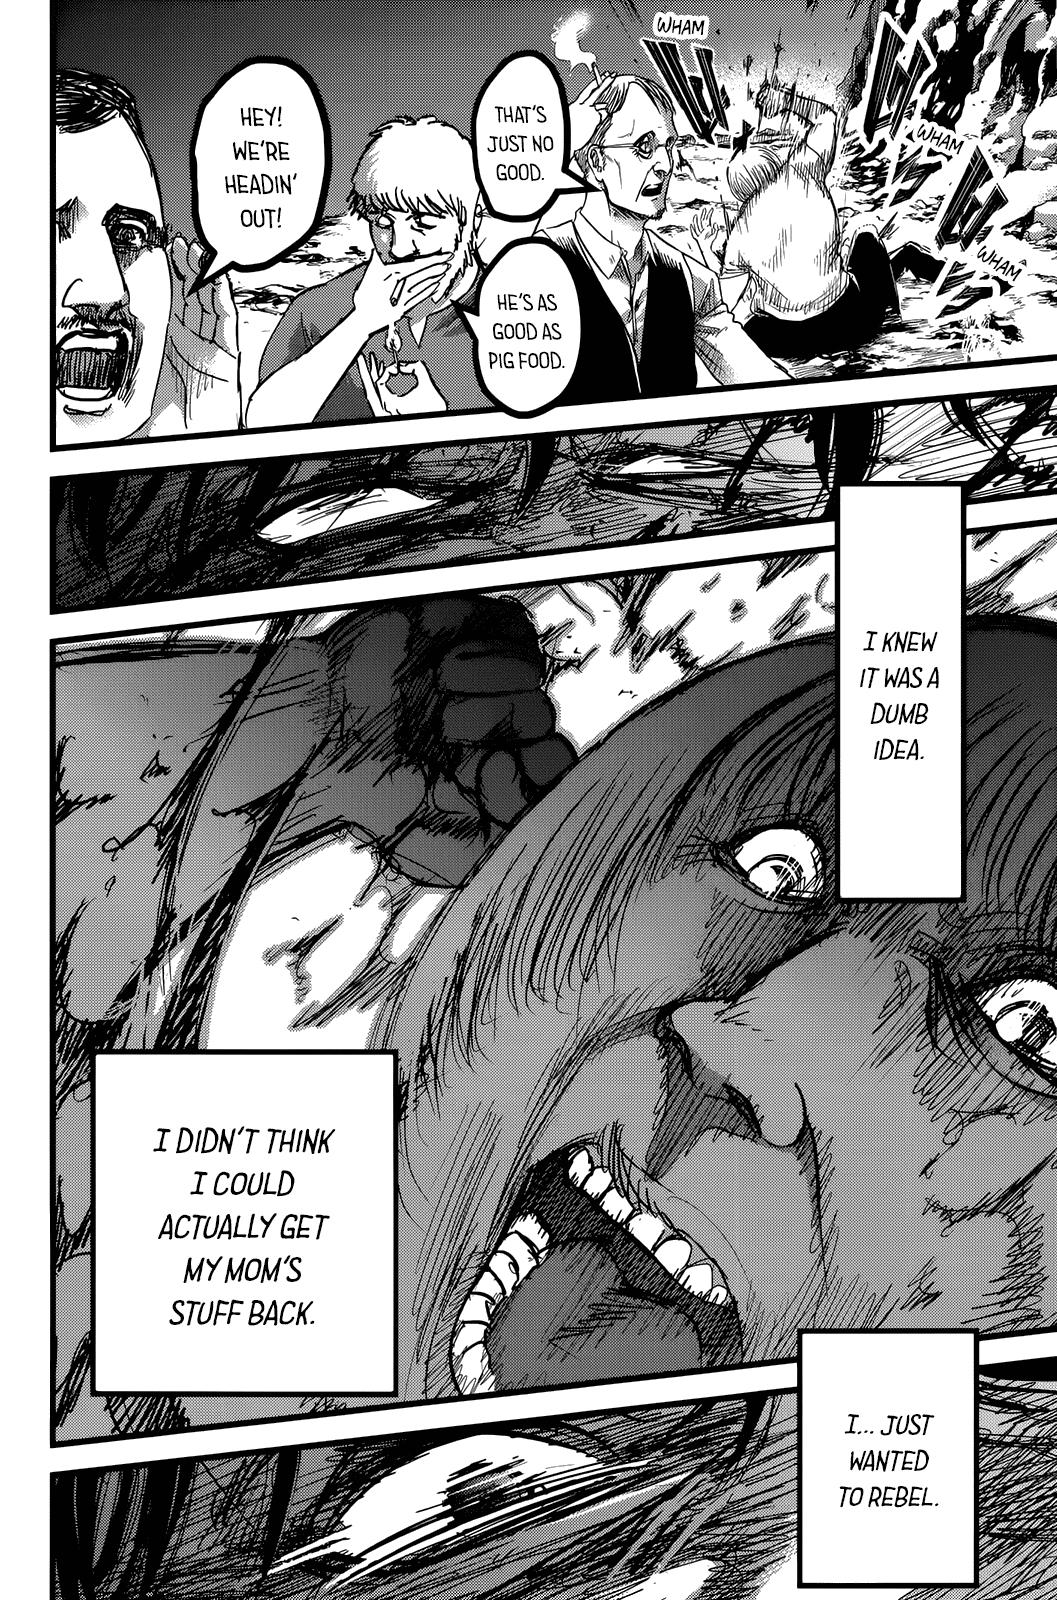 WHAM
WHAM
WHAM
THAT'S
JUST NO
GOOD.
HE'S AS
GOOD AS
PIG FOOD.
HEY!
WE'RE
HEADIN'
OUT!
I KNEW
IT WAS A
DUMB
IDEA.
I DIDN'T THINK
I COULD
ACTUALLY GET
MY MOM'S
STUFF BACK.
I... JUST
WANTED
TO REBEL.